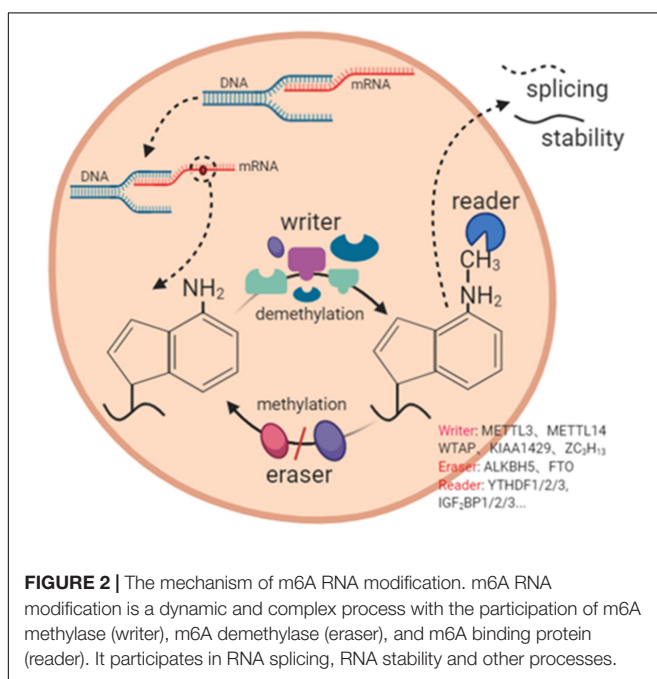 DNA
mRNA
splicing
stability
DNA
mRNA
writer
reader
CH₃
NH₂
NH₂
demethylation
methylation
eraser
Writer: METTL3、METTL14
WTAP、KIAA1429、ZC₃H₁₃
Eraser: ALKBH5、FTO
Reader: YTHDF1/2/3,
IGF₂BP1/2/3...
FIGURE 2 | The mechanism of m6A RNA modification. m6A RNA
modification is a dynamic and complex process with the participation of m6A
methylase (writer), m6A demethylase (eraser), and m6A binding protein
(reader). It participates in RNA splicing, RNA stability and other processes.